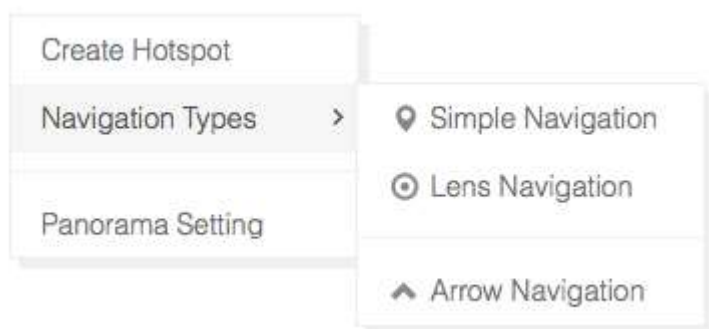 Create Hotspot
Navigation Types
Panorama Setting
Simple Navigation
Lens Navigation
Arrow Navigation